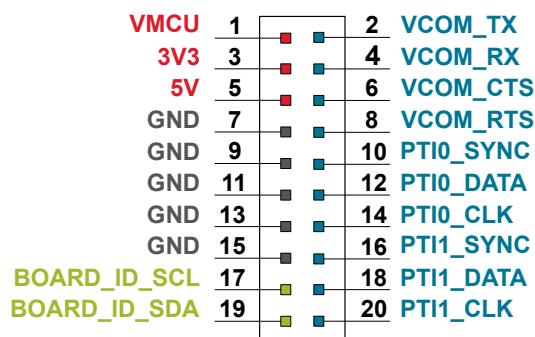 VMCU 1 2 VCOM_TX
3V3 3 4 VCOM_RX
5V 5 6 VCOM_CTS
GND 7 8 VCOM_RTS
GND 9 10 PTI0_SYNC
GND 11 12 PTI0_DATA
GND 13 14 PTI0_CLK
GND 15 16 PTI1_SYNC
BOARD_ID_SCL 17 18 PTI1_DATA
BOARD_ID_SDA 19 20 PTI1_CLK